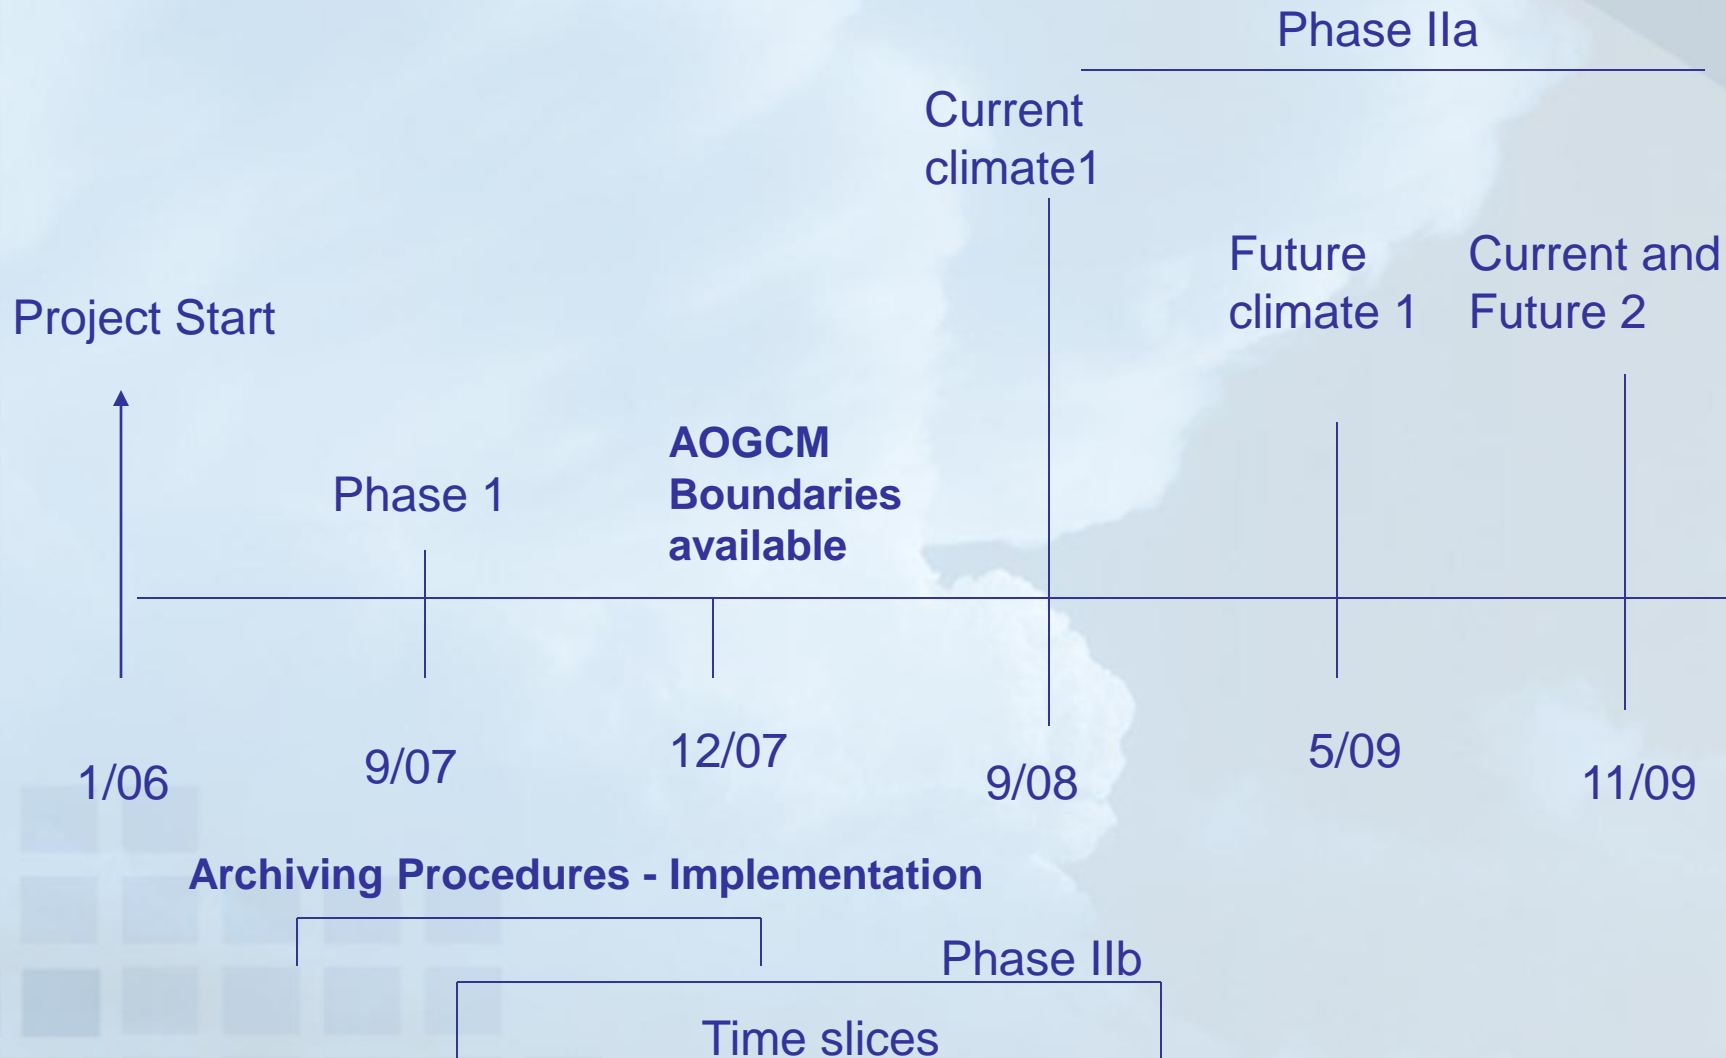 Phase IIa
Current
climate1
Future
climate 1
Current and
Future 2
Project Start
AOGCM
Boundaries
available
Phase 1
1/06
9/07
12/07
9/08
5/09
11/09
Archiving Procedures - Implementation
Phase IIb
Time slices